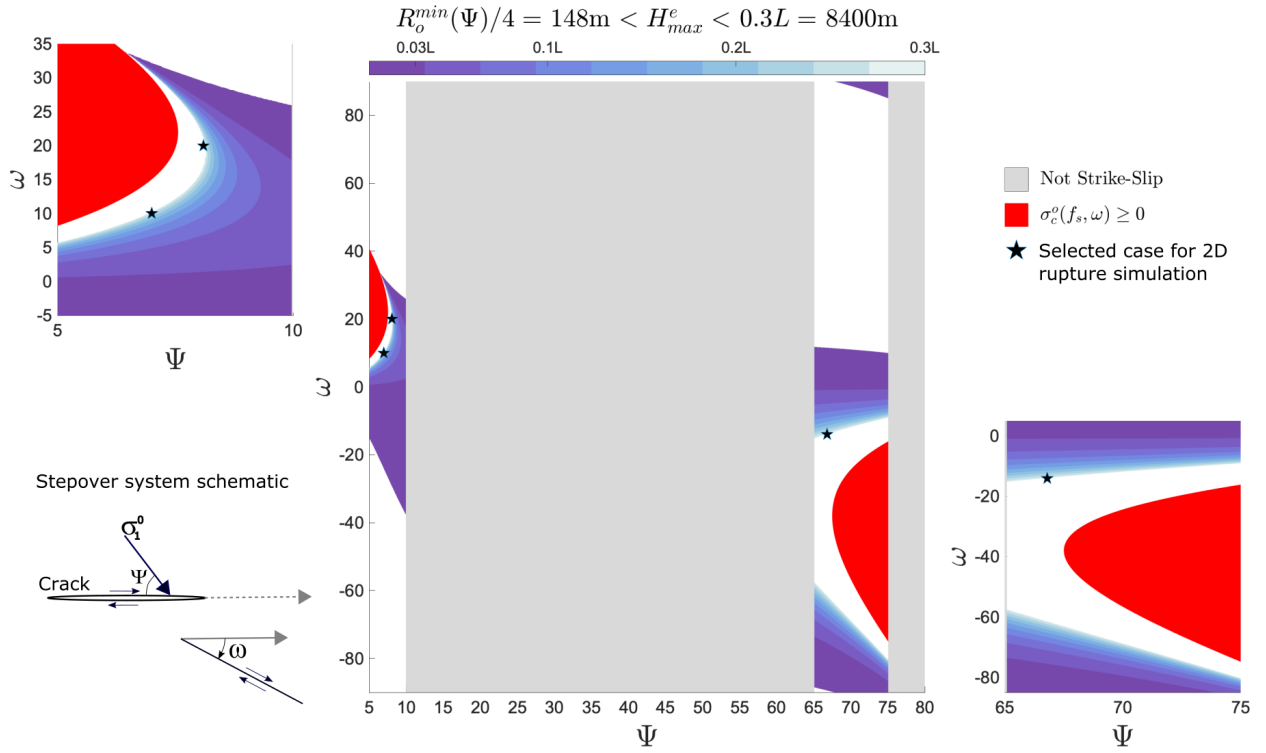 R_o^{min}(Ψ)/4 = 148m < H_{max}^e < 0.3L = 8400m
0.03L 0.1L 0.2L 0.3L
35
30
25
20
15
10
5
0
-5
ω
5 10
Ψ
80
60
40
20
0
-20
-40
-60
-80
ω
5 10 15 20 25 30 35 40 45 50 55 60 65 70 75 80
Ψ
Not Strike-Slip
σ_c^o(f_s, ω) ≥ 0
Selected case for 2D
rupture simulation
Stepover system schematic
σ_1^0
Ψ
Crack
ω
0
-20
-40
-60
-80
ω
65 70 75
Ψ